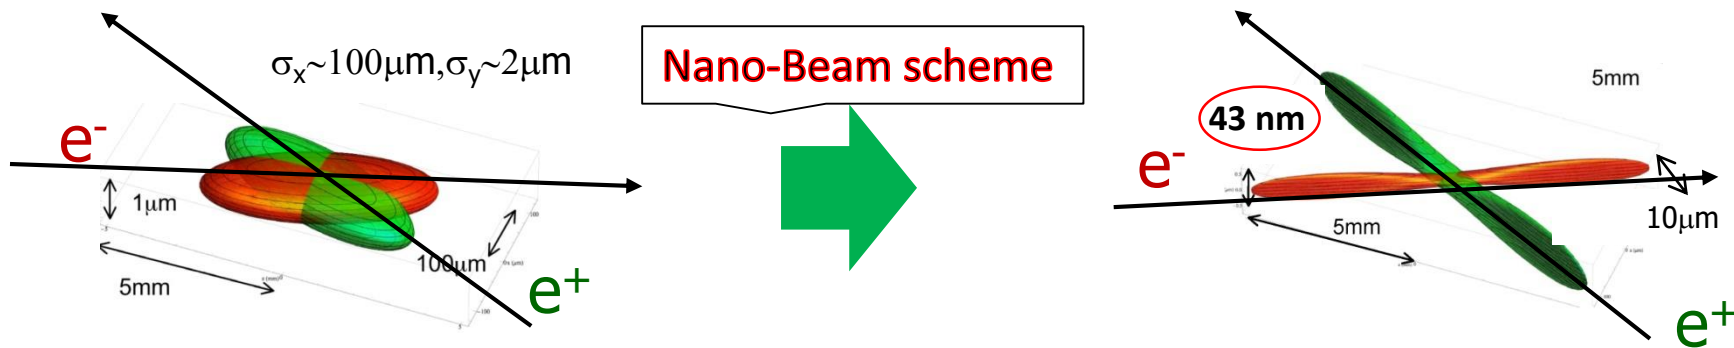 σx~100μm,σy~2μm
e-
1μm
5mm
100μm
e+
Nano-Beam scheme
43 nm
5mm
e-
5mm
10μm
e+